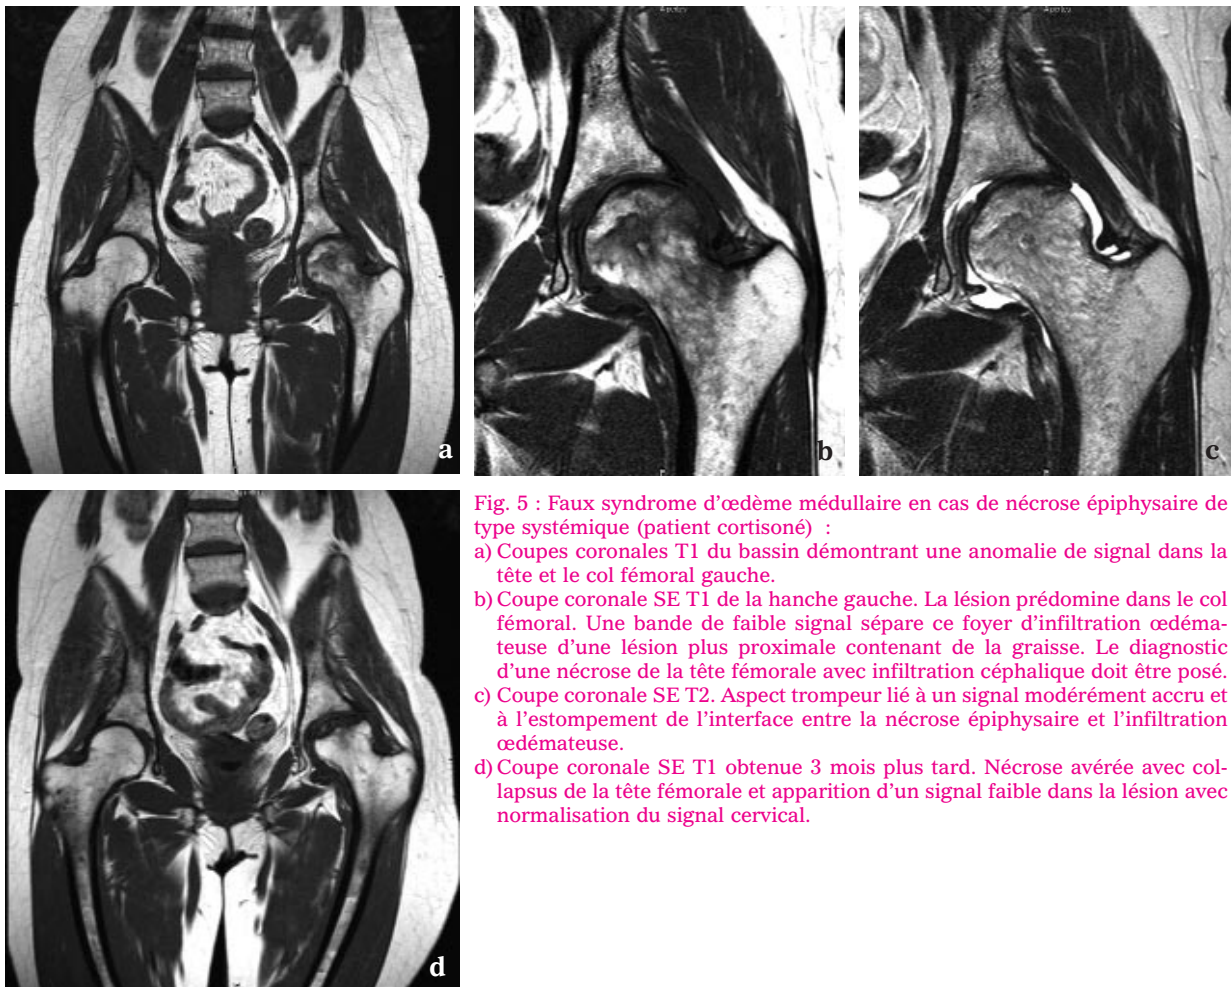 a
b
c
d
Fig. 5 : Faux syndrome d'œdème médullaire en cas de nécrose épiphysaire de
type systémique (patient cortisoné) :
a) Coupes coronales T1 du bassin démontrant une anomalie de signal dans la
tête et le col fémoral gauche.
b) Coupe coronale SE T1 de la hanche gauche. La lésion prédomine dans le col
fémoral. Une bande de faible signal sépare ce foyer d'infiltration œdéma-
teuse d'une lésion plus proximale contenant de la graisse. Le diagnostic
d'une nécrose de la tête fémorale avec infiltration céphalique doit être posé.
c) Coupe coronale SE T2. Aspect trompeur lié à un signal modérément accru et
à l'estompement de l'interface entre la nécrose épiphysaire et l'infiltration
œdémateuse.
d) Coupe coronale SE T1 obtenue 3 mois plus tard. Nécrose avérée avec col-
lapsus de la tête fémorale et apparition d'un signal faible dans la lésion avec
normalisation du signal cervical.